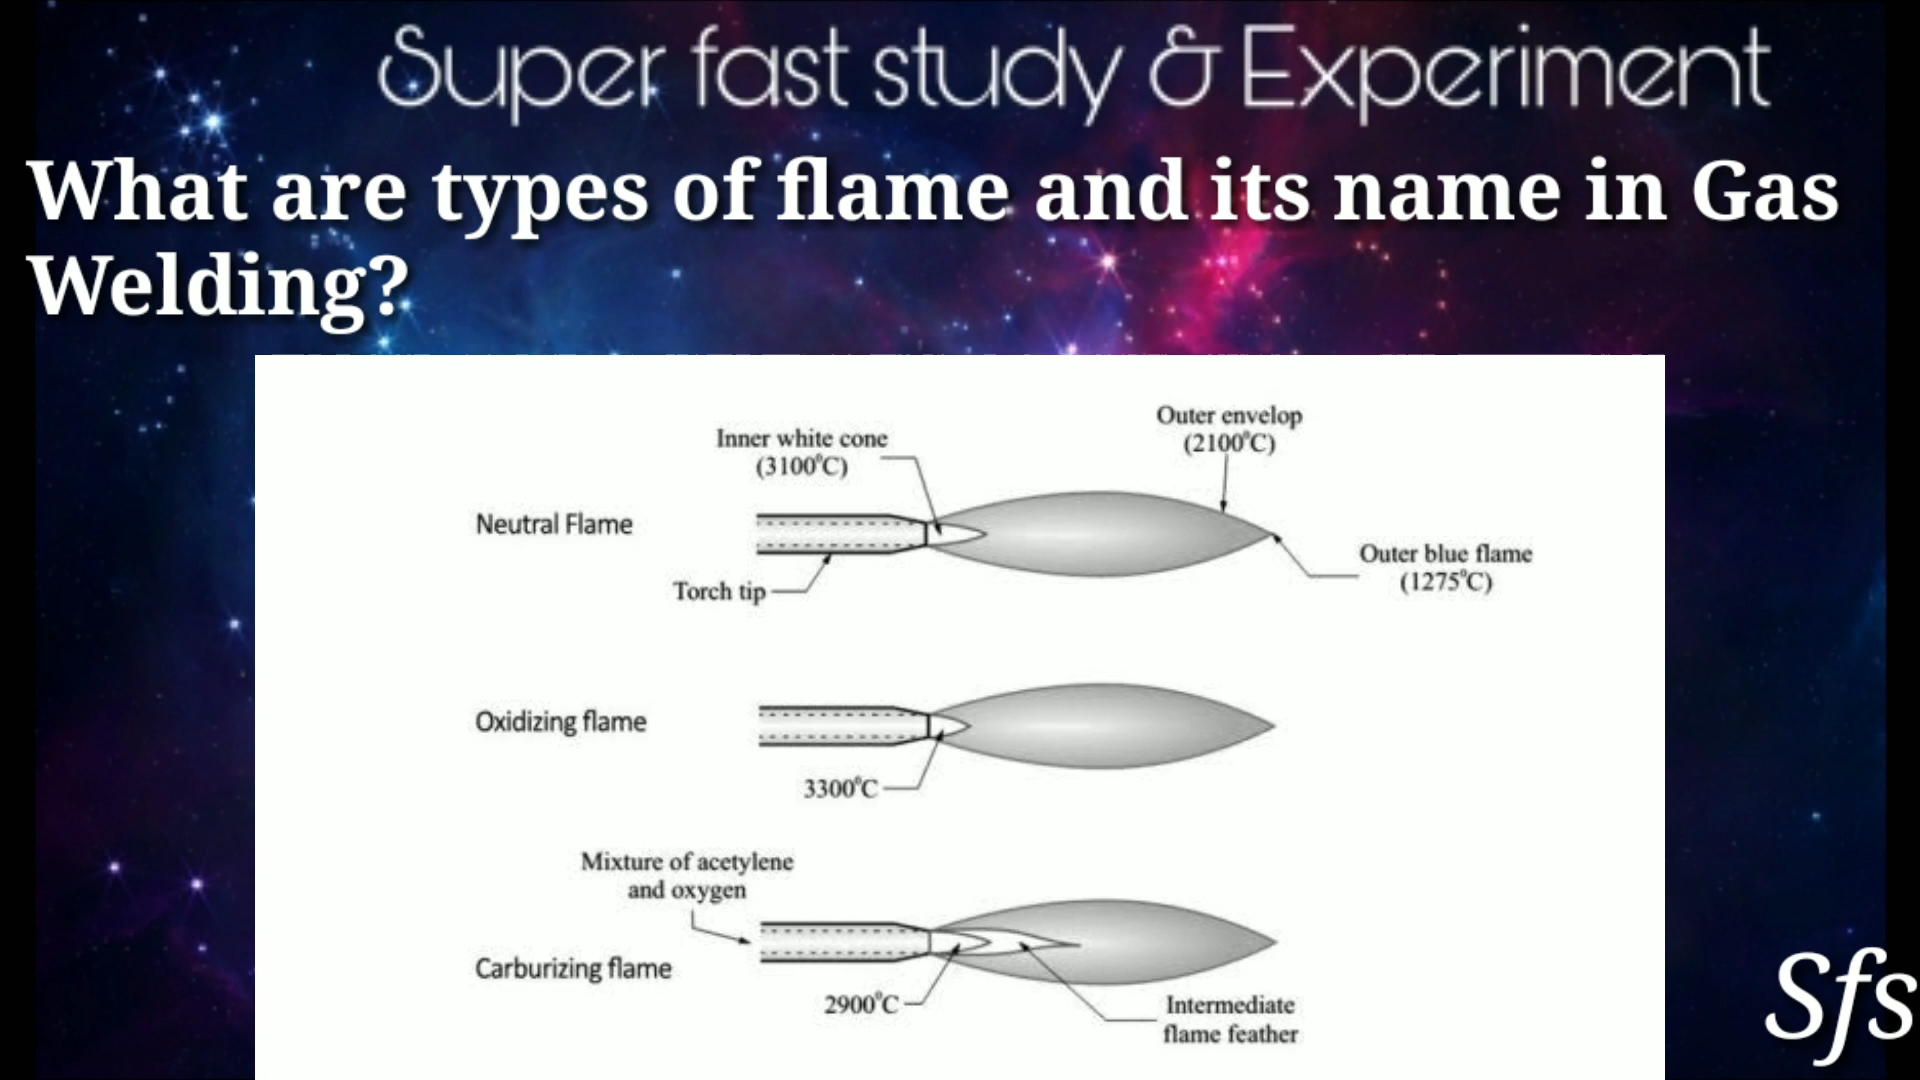 Super fast study & Experiment
What are types of flame and its name in Gas
Welding?
Outer envelop
(2100°C)
Inner white cone
(3100°C)
Neutral Flame
Outer blue flame
(1275°C)
Torch tip
Oxidizing flame
3300°C
Mixture of acetylene
and oxygen
Carburizing flame
2900°C
Intermediate
flame feather
Sfs